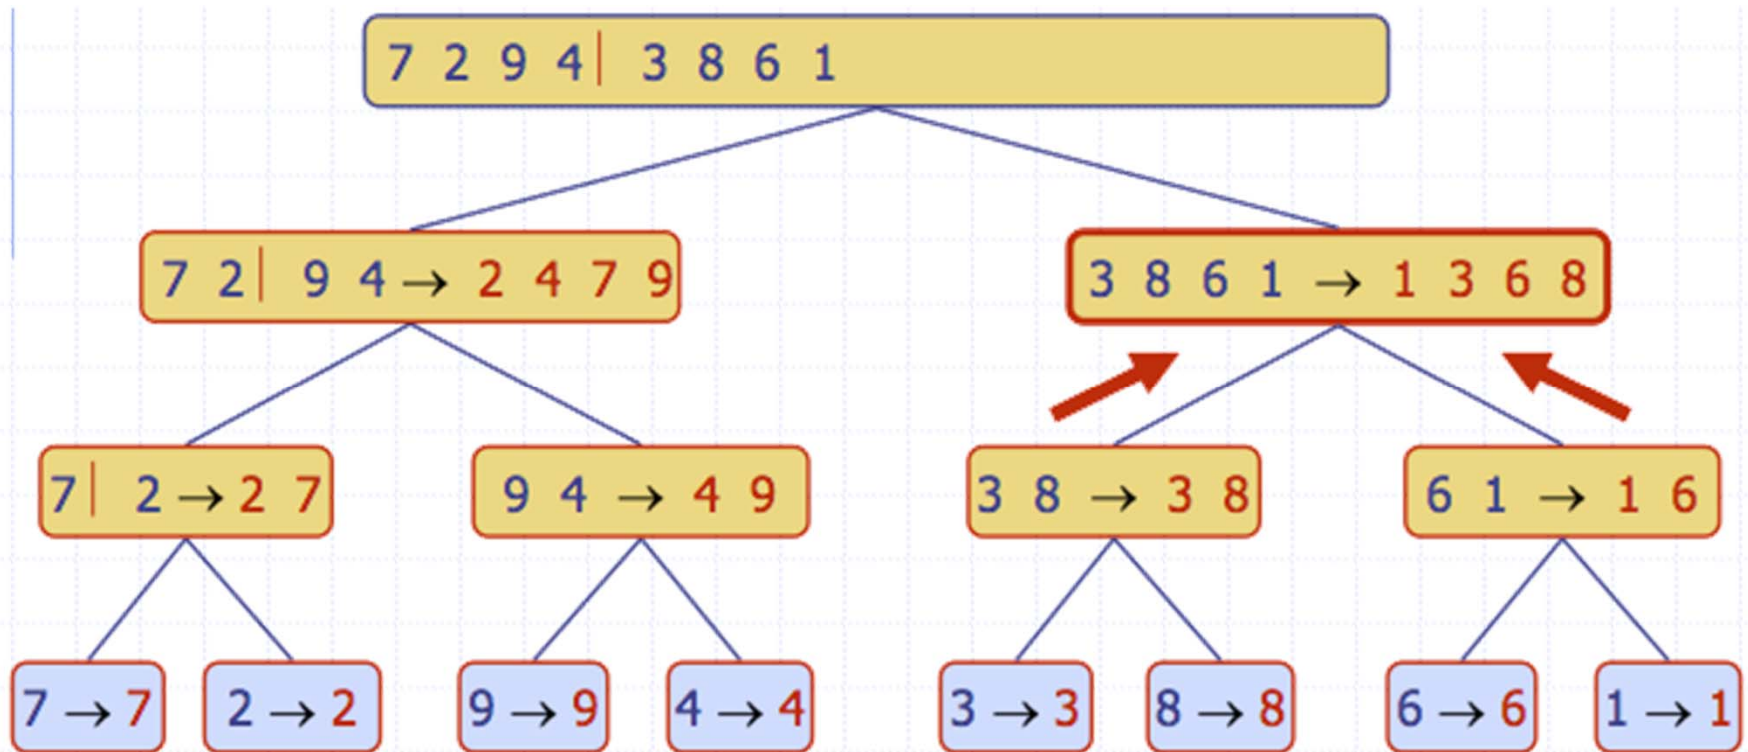 7 2 9 4| 3 8 6 1
7 2| 9 4 → 2 4 7 9
3 8 6 1 → 1 3 6 8
7| 2 → 2 7
9 4 → 4 9
3 8 → 3 8
6 1 → 1 6
7 → 7
2 → 2
9 → 9
4 → 4
3 → 3
8 → 8
6 → 6
1 → 1